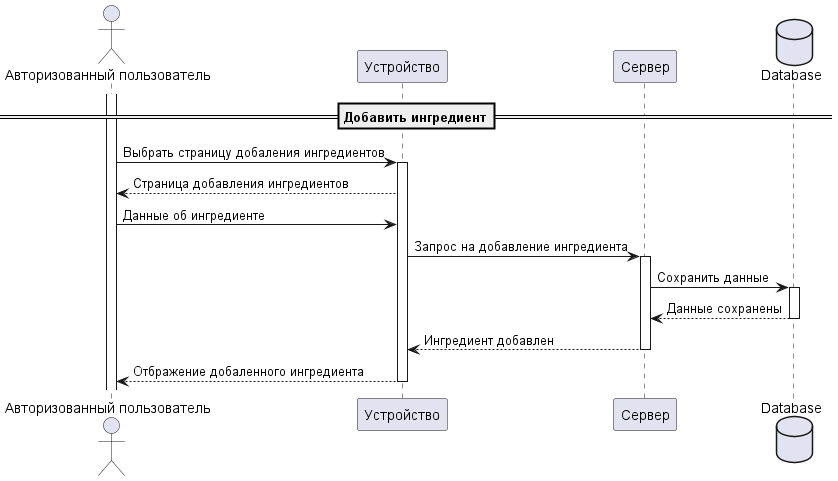 Авторизованный пользователь
Устройство
Сервер
Database
Добавить ингредиент
Выбрать страницу добаления ингредиентов
Страница добавления ингредиентов
Данные об ингредиенте
Запрос на добавление ингредиента
Сохранить данные
Данные сохранены
Ингредиент добавлен
Отбражение добаленного ингредиента
Авторизованный пользователь
Устройство
Сервер
Database